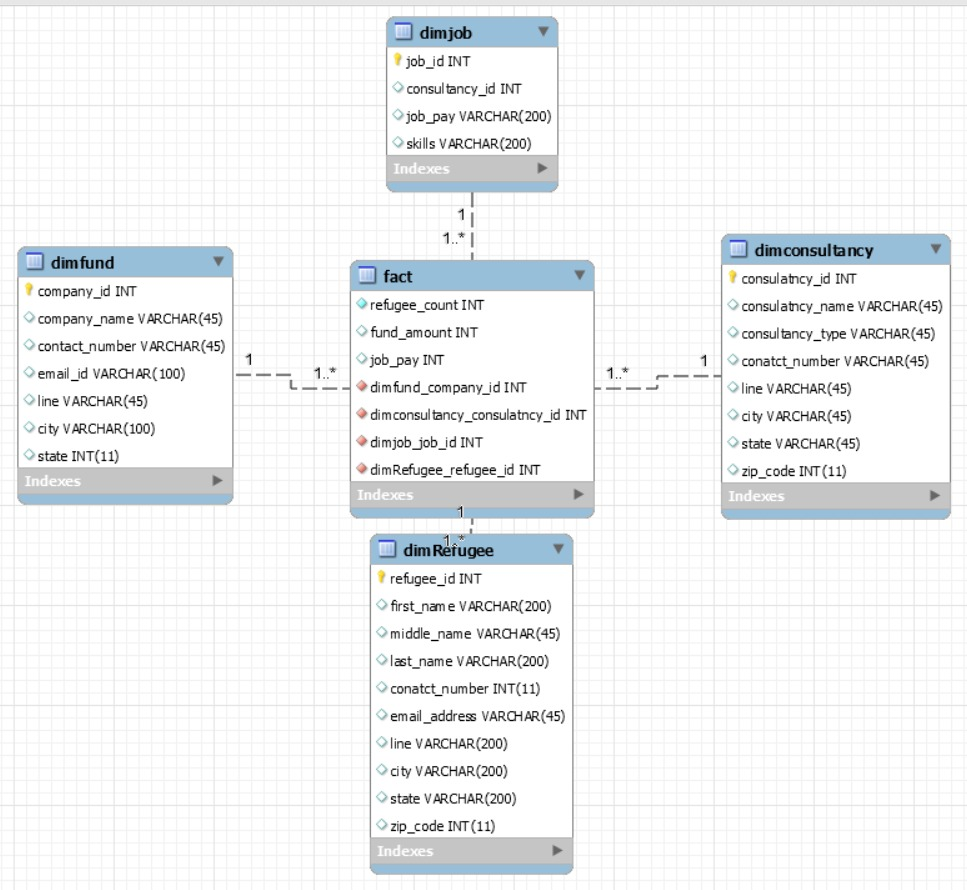 dimjob
job_id INT
consultancy_id INT
job_pay VARCHAR(200)
skills VARCHAR(200)
Indexes
1
1..*
dimfund
company_id INT
company_name VARCHAR(45)
contact_number VARCHAR(45)
email_id VARCHAR(100)
line VARCHAR(45)
city VARCHAR(100)
state INT(11)
Indexes
1
1..*
fact
refugee_count INT
fund_amount INT
job_pay INT
dimfund_company_id INT
dimconsultancy_consulatncy_id INT
dimjob_job_id INT
dimRefugee_refugee_id INT
Indexes
1..*
1
dimconsultancy
consulatncy_id INT
consulatncy_name VARCHAR(45)
consultancy_type VARCHAR(45)
conatct_number VARCHAR(45)
line VARCHAR(45)
city VARCHAR(45)
state VARCHAR(45)
zip_code INT(11)
Indexes
1
1..*
dimRefugee
refugee_id INT
first_name VARCHAR(200)
middle_name VARCHAR(45)
last_name VARCHAR(200)
conatct_number INT(11)
email_address VARCHAR(45)
line VARCHAR(200)
city VARCHAR(200)
state VARCHAR(200)
zip_code INT(11)
Indexes